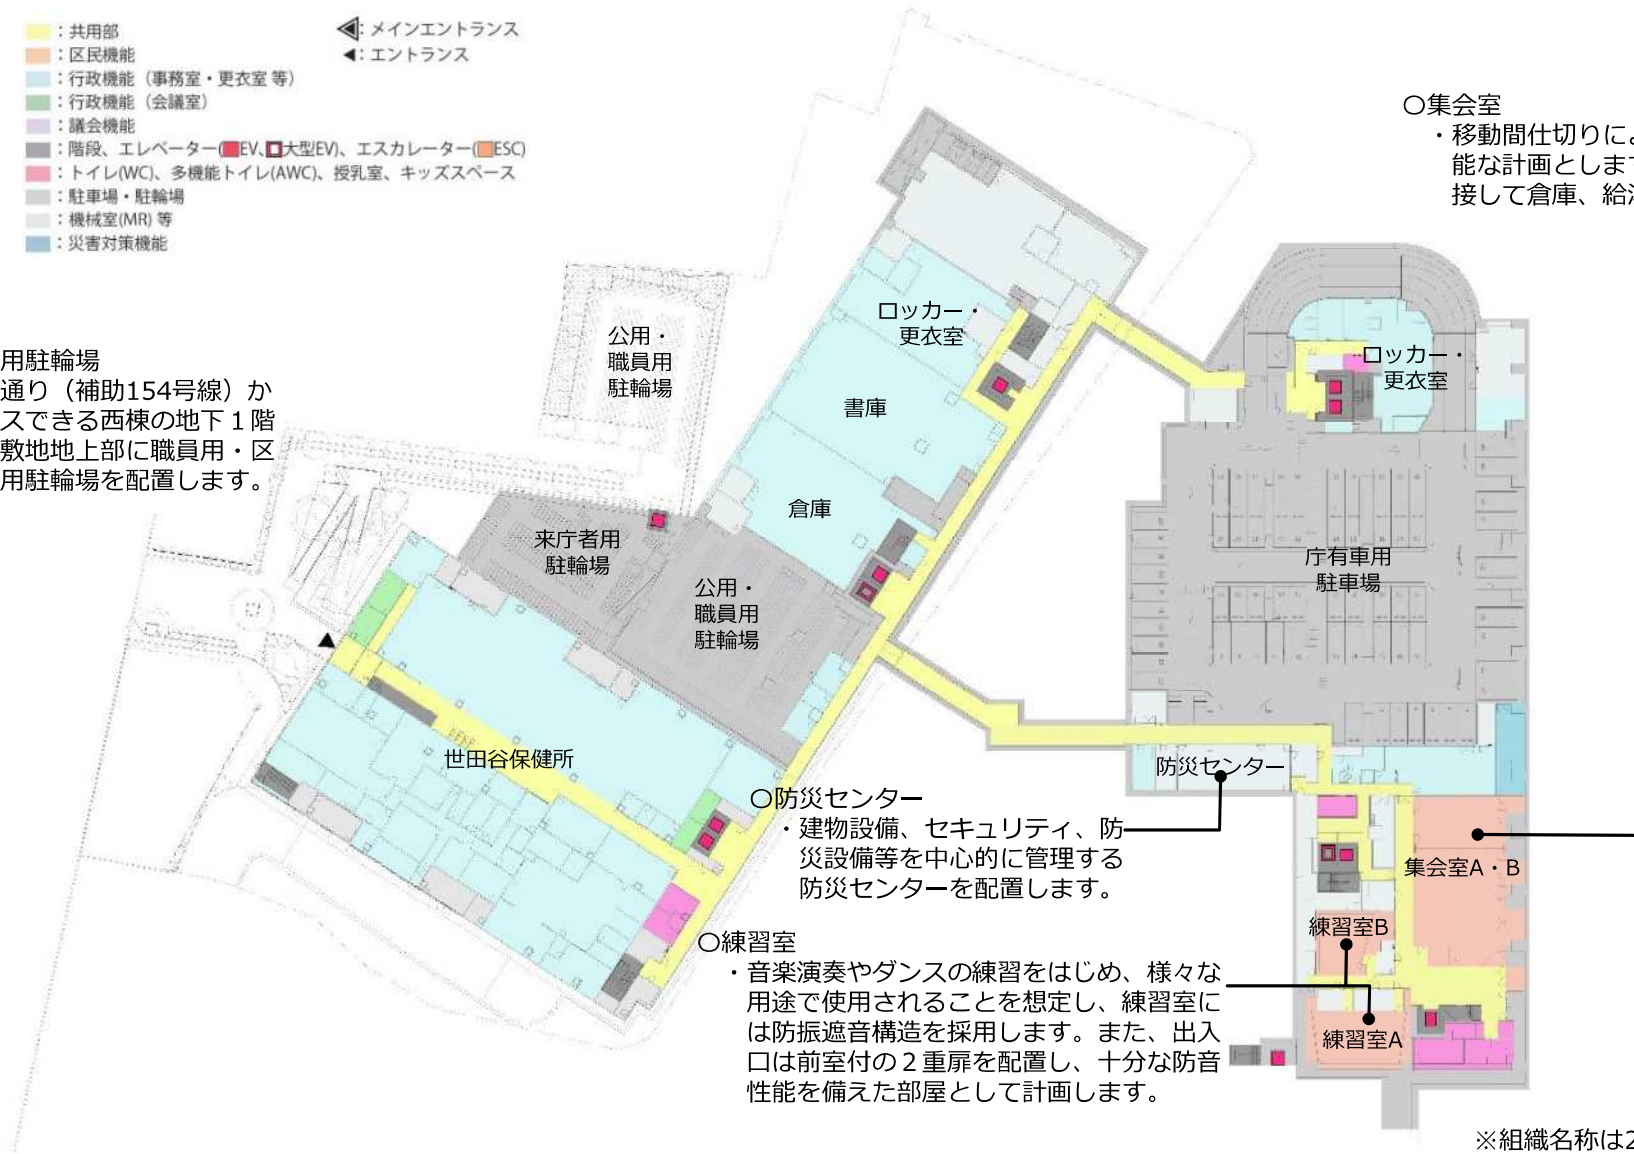 ：共用部
：区民機能
：行政機能（事務室・更衣室 等）
：行政機能（会議室）
：議会機能
：階段、エレベーター(EV、大型EV)、エスカレーター(ESC)
：トイレ(WC)、多機能トイレ(AWC)、授乳室、キッズスペース
：駐車場・駐輪場
：機械室(MR) 等
：災害対策機能
：メインエントランス
：エントランス
〇集会室
・移動間仕切りによ
能な計画とします
接して倉庫、給湯
用駐輪場
通り（補助154号線）か
スできる西棟の地下１階
敷地地上部に職員用・区
用駐輪場を配置します。
公用・
職員用
駐輪場
ロッカー・
更衣室
書庫
倉庫
来庁者用
駐輪場
公用・
職員用
駐輪場
世田谷保健所
ロッカー・
更衣室
庁有車用
駐車場
防災センター
〇防災センター
・建物設備、セキュリティ、防
災設備等を中心的に管理する
防災センターを配置します。
集会室A・B
練習室B
練習室A
〇練習室
・音楽演奏やダンスの練習をはじめ、様々な
用途で使用されることを想定し、練習室に
は防振遮音構造を採用します。また、出入
口は前室付の２重扉を配置し、十分な防音
性能を備えた部屋として計画します。
※組織名称は2